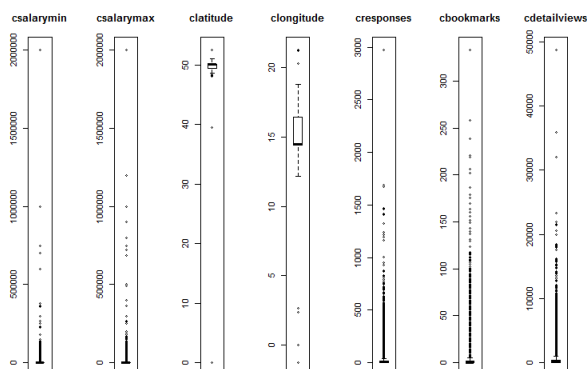 csalarymin csalarymax clatitude clongitude cresponses cbookmarks cdetailviews
0 500000 1000000 1500000 2000000
0 500000 1000000 1500000 2000000
0 10 20 30 40 50
0 5 10 15 20
0 500 1000 1500 2000 2500 3000
0 50 100 150 200 250 300
0 10000 20000 30000 40000 50000